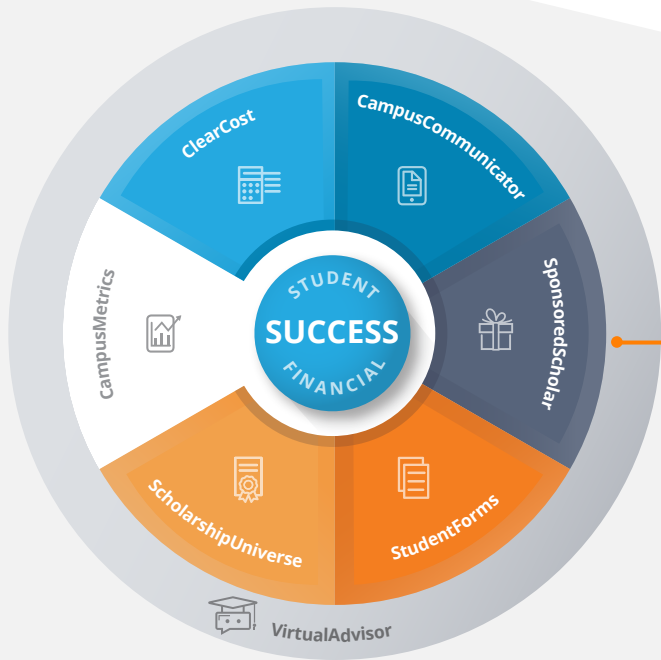 ClearCost
CampusCommunicator
SponsoredScholar
StudentForms
ScholarshipUniverse
CampusMetrics
STUDENT
SUCCESS
FINANCIAL
VirtualAdvisor